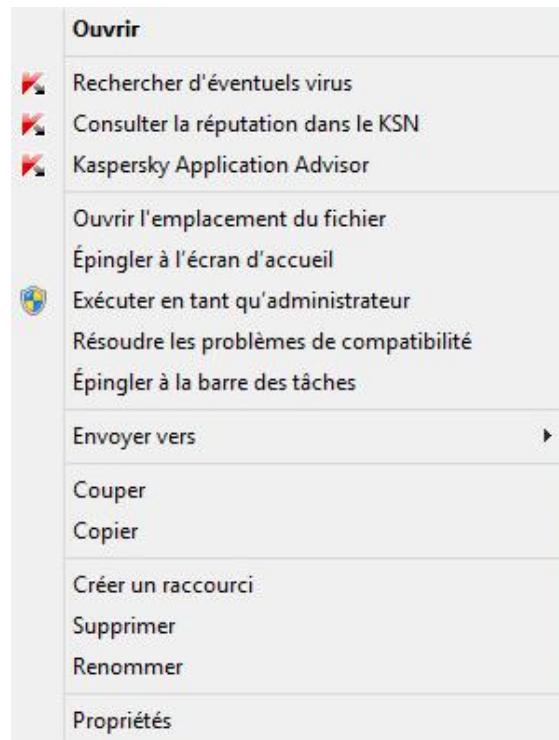 Ouvrir
Rechercher d'éventuels virus
Consulter la réputation dans le KSN
Kaspersky Application Advisor
Ouvrir l'emplacement du fichier
Épingler à l'écran d'accueil
Exécuter en tant qu'administrateur
Résoudre les problèmes de compatibilité
Épingler à la barre des tâches
Envoyer vers
Couper
Copier
Créer un raccourci
Supprimer
Renommer
Propriétés